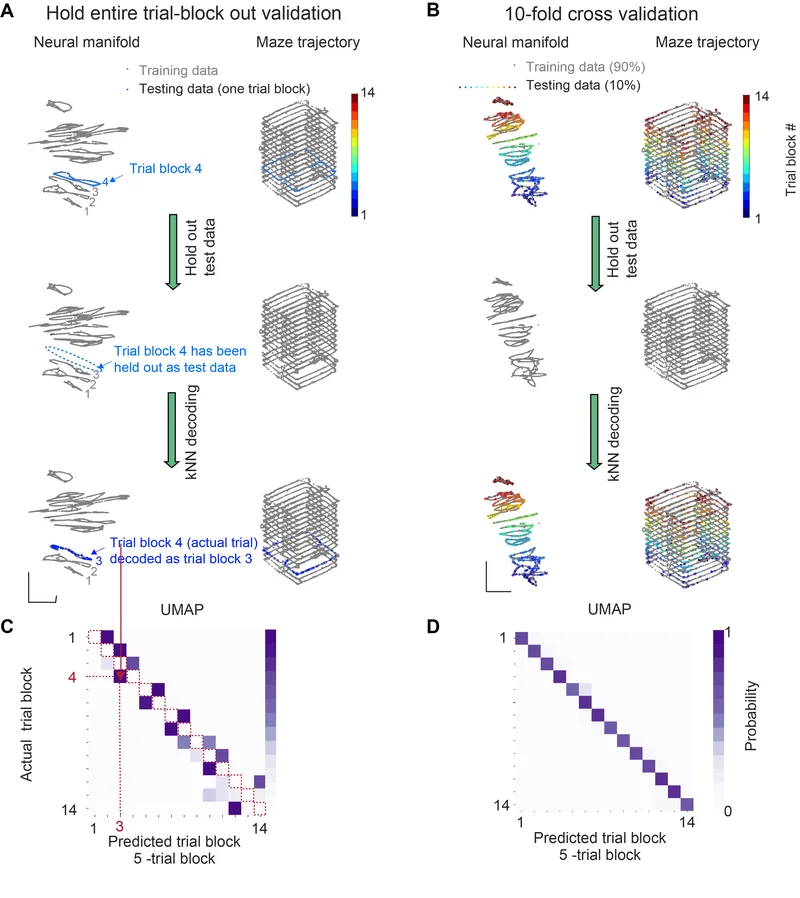 A Hold entire trial-block out validation
Neural manifold Maze trajectory
Training data
Testing data (one trial block)
14
Trial block 4
4
3
2
1
1
Hold out
test data
Trial block 4 has been
held out as test data
3
2
1
kNN decoding
Trial block 4 (actual trial)
decoded as trial block 3
3
2
1
B 10-fold cross validation
Neural manifold Maze trajectory
Training data (90%)
Testing data (10%)
14
Trial block #
1
Hold out
test data
kNN decoding
C UMAP
1
4
14
Actual trial block
1 3 14
Predicted trial block
5 -trial block
D UMAP
1
14
1 14
Predicted trial block
5 -trial block
1
Probability
0